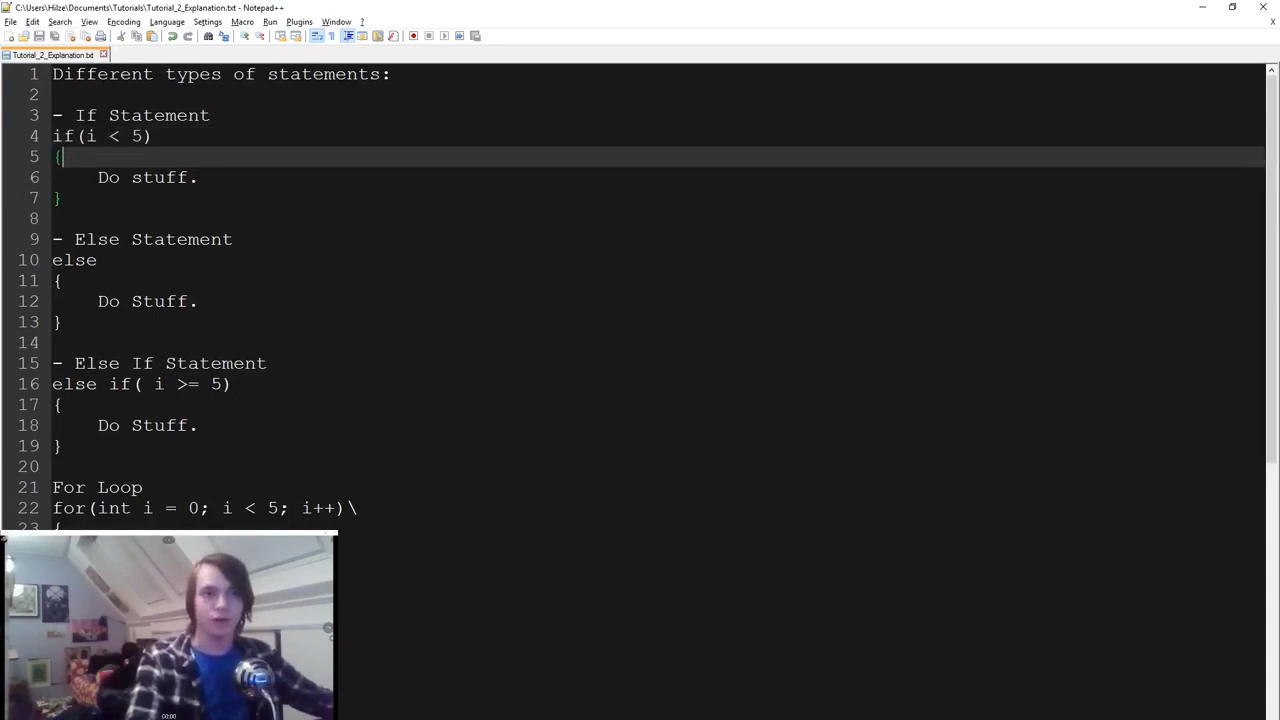 C:\Users\Hilze\Documents\Tutorials\Tutorial_2_Explanation.txt - Notepad++
File Edit Search View Encoding Language Settings Macro Run Plugins Window ?
X
Tutorial_2_Explanation.txt
1 Different types of statements:
2
3 - If Statement
4 if(i < 5)
5 {
6 Do stuff.
7 }
8
9 - Else Statement
10 else
11 {
12 Do Stuff.
13 }
14
15 - Else If Statement
16 else if( i >= 5)
17 {
18 Do Stuff.
19 }
20
21 For Loop
22 for(int i = 0; i < 5; i++)\
23 {
00:00